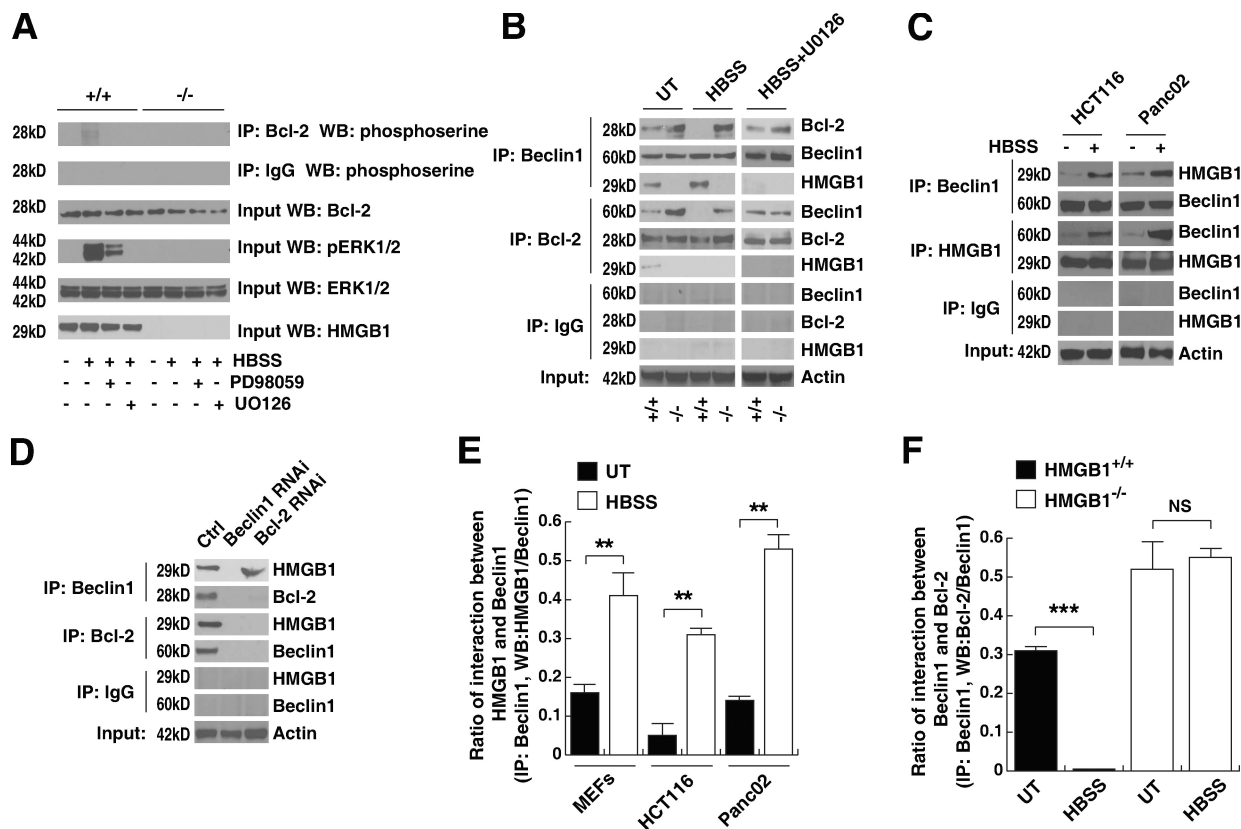 A
+/+ -/-
28kD IP: Bcl-2 WB: phosphoserine
28kD IP: IgG WB: phosphoserine
28kD Input WB: Bcl-2
44kD
42kD Input WB: pERK1/2
44kD
42kD Input WB: ERK1/2
29kD Input WB: HMGB1
- + + + - + + + HBSS
- - + - - - + - PD98059
- - - + - - - + UO126
B
UT HBSS HBSS+U0126
IP: Beclin1
28kD Bcl-2
60kD Beclin1
29kD HMGB1
IP: Bcl-2
60kD Beclin1
28kD Bcl-2
29kD HMGB1
IP: IgG
60kD Beclin1
28kD Bcl-2
29kD HMGB1
Input: 42kD Actin
+/+ -/- +/+ -/- +/+ -/-
C
HCT116 Panc02
HBSS - + - +
IP: Beclin1
29kD HMGB1
60kD Beclin1
IP: HMGB1
60kD Beclin1
29kD HMGB1
IP: IgG
60kD Beclin1
29kD HMGB1
Input: 42kD Actin
D
Ctrl Beclin1 RNAi Bcl-2 RNAi
IP: Beclin1
29kD HMGB1
28kD Bcl-2
IP: Bcl-2
29kD HMGB1
60kD Beclin1
IP: IgG
29kD HMGB1
60kD Beclin1
Input: 42kD Actin
E
UT
HBSS
Ratio of interaction between
HMGB1 and Beclin1
(IP: Beclin1, WB:HMGB1/Beclin1)
0.6
0.5
0.4
0.3
0.2
0.1
0
** ** **
MEFs HCT116 Panc02
F
HMGB1+/+
HMGB1-/-
Ratio of interaction between
Beclin1 and Bcl-2
(IP: Beclin1, WB:Bcl-2/Beclin1)
0.6
0.5
0.4
0.3
0.2
0.1
0
*** NS
UT HBSS UT HBSS